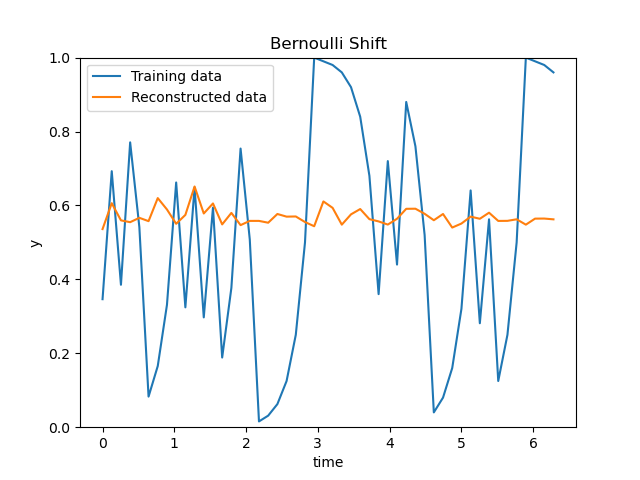 Bernoulli Shift
Training data
Reconstructed data
y
1.0
0.8
0.6
0.4
0.2
0.0
0 1 2 3 4 5 6
time